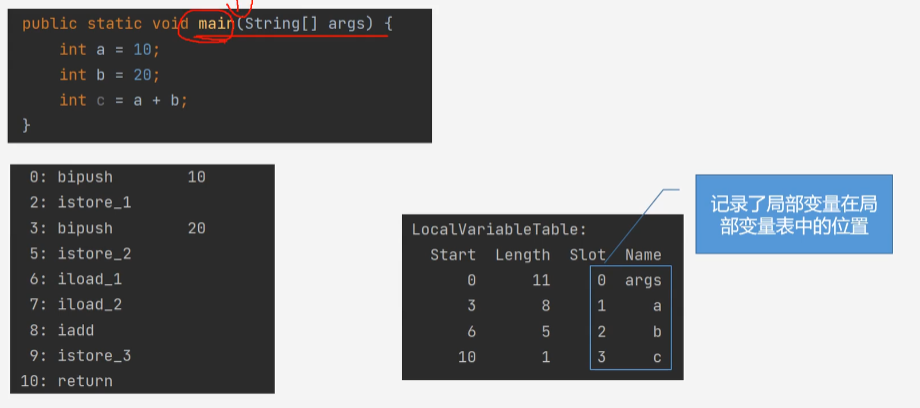 public static void main(String[] args) {
int a = 10;
int b = 20;
int c = a + b;
}
0: bipush 10
2: istore_1
3: bipush 20
5: istore_2
6: iload_1
7: iload_2
8: iadd
9: istore_3
10: return
LocalVariableTable:
Start Length Slot Name
0 11 0 args
3 8 1 a
6 5 2 b
10 1 3 c
记录了局部变量在局
部变量表中的位置